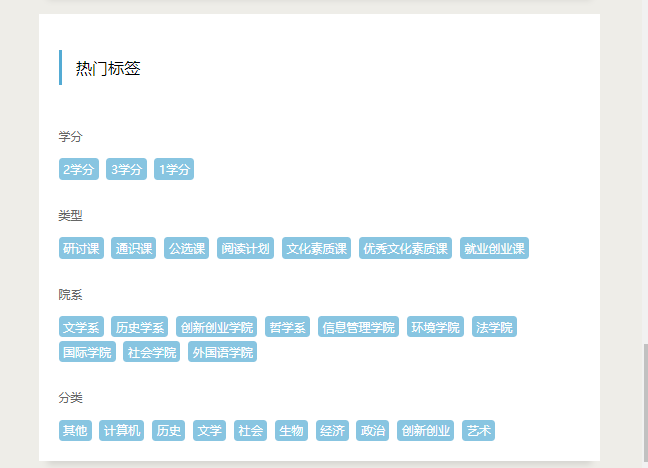 热门标签
学分
2学分 3学分 1学分
类型
研讨课 通识课 公选课 阅读计划 文化素质课 优秀文化素质课 就业创业课
院系
文学系 历史学系 创新创业学院 哲学系 信息管理学院 环境学院 法学院
国际学院 社会学院 外国语学院
分类
其他 计算机 历史 文学 社会 生物 经济 政治 创新创业 艺术